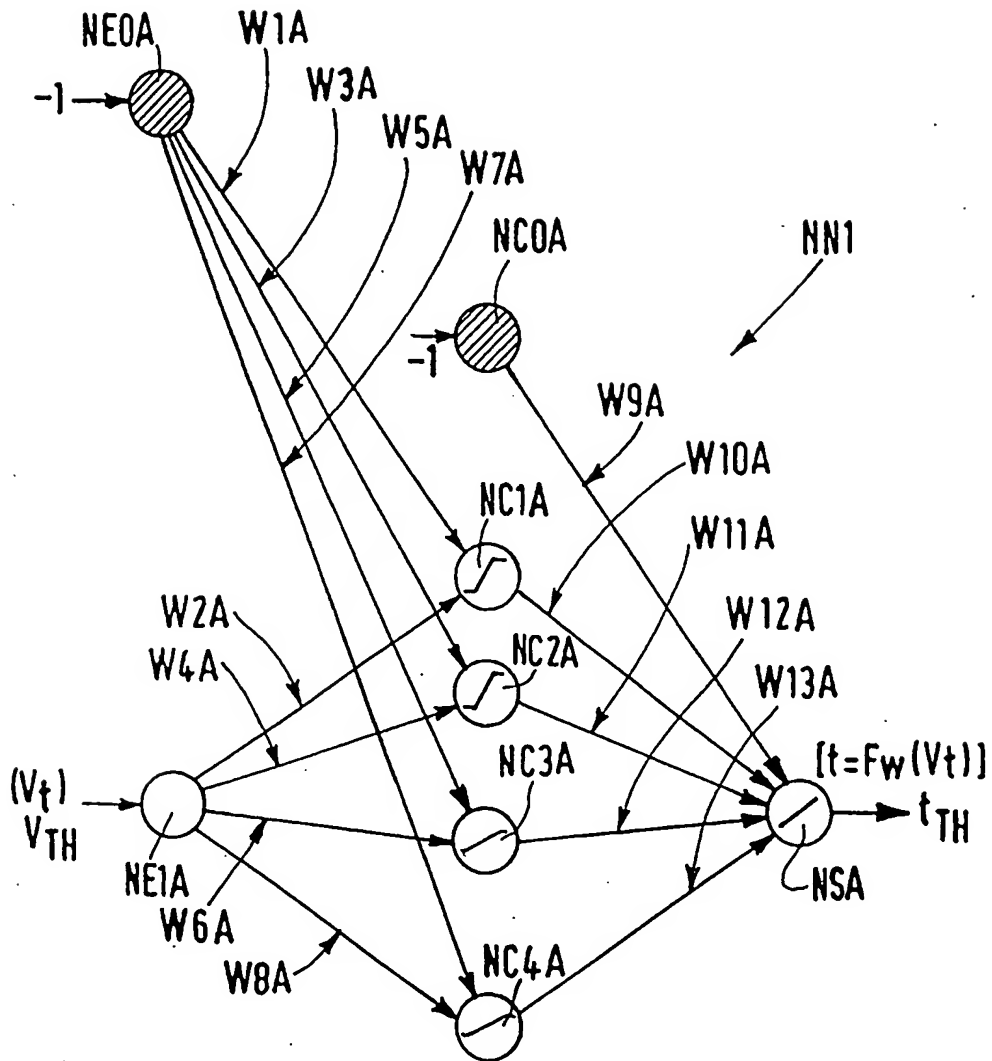 NE0A
W1A
-1
W3A
W5A
W7A
NC0A
NN1
-1
W9A
W10A
NC1A
W11A
W2A
W12A
W4A
NC2A
W13A
NC3A
[t=Fw(Vt)]
(Vt)
VTH
tTH
NE1A
NSA
W6A
W8A
NC4A